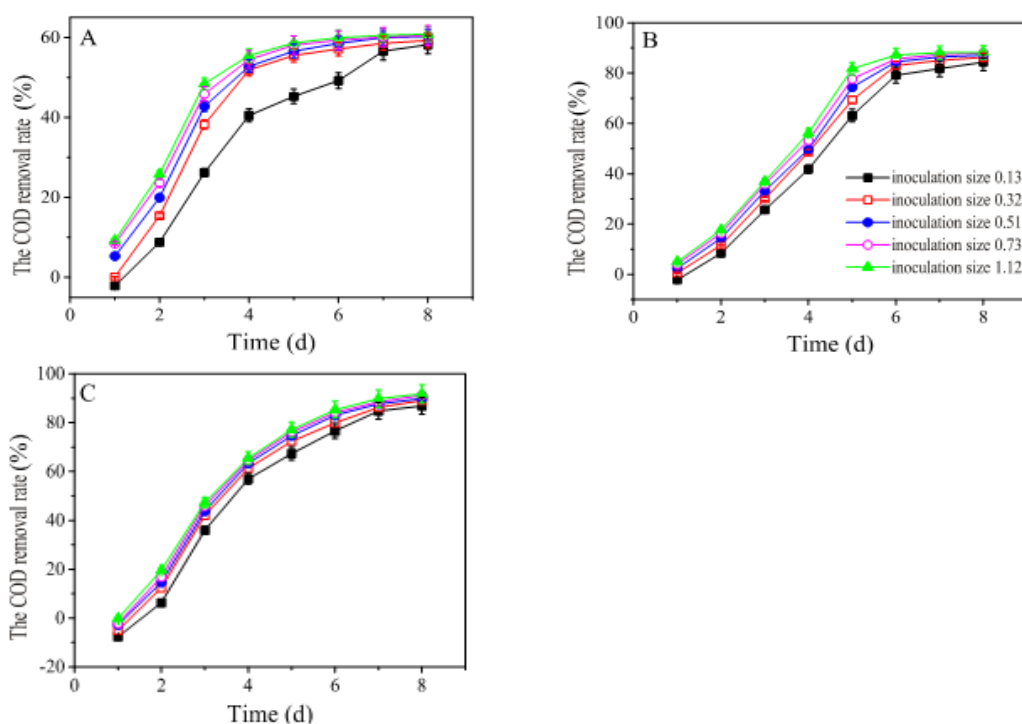 A
The COD removal rate (%)
60
40
20
0
0
2
4
6
8
Time (d)
B
The COD removal rate (%)
100
80
60
40
20
0
0
2
4
6
8
Time (d)
inoculation size 0.13
inoculation size 0.32
inoculation size 0.51
inoculation size 0.73
inoculation size 1.12
C
The COD removal rate (%)
100
80
60
40
20
0
-20
0
2
4
6
8
Time (d)